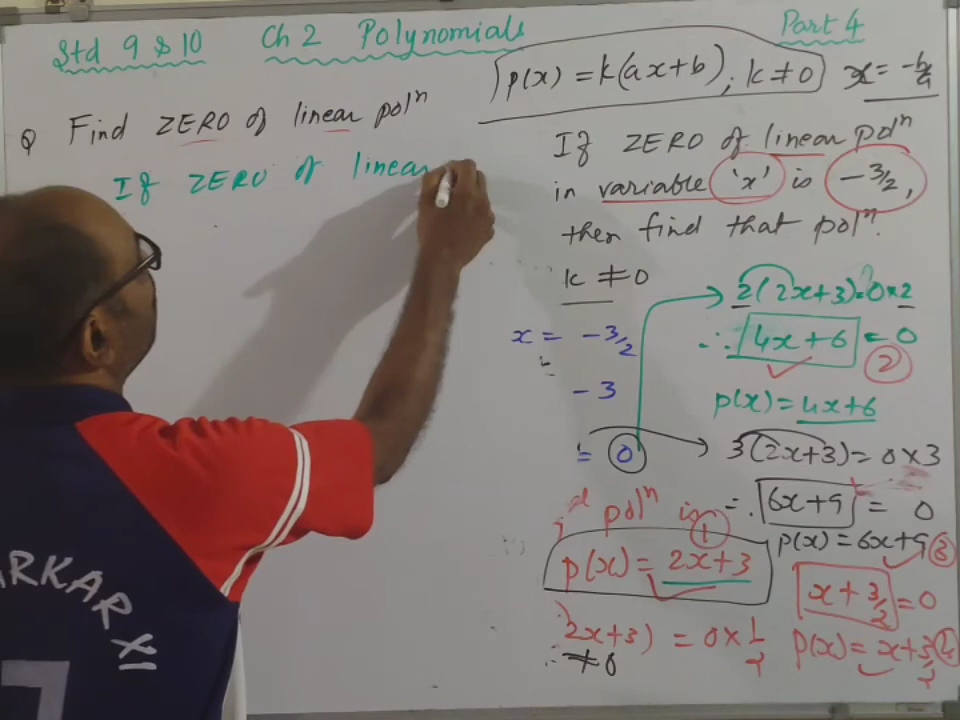 Std 9 & 10 Ch 2 Polynomials Part 4
p(x) = k(ax+b), k ≠ 0 x = -b/a
Q Find ZERO of linear polⁿ
If ZERO of linear
If ZERO of linear polⁿ
in variable 'x' is -3/2,
then find that polⁿ.
k ≠ 0
x = -3/2
-3
= 0
2(2x+3)=0×2
∴ 4x+6 = 0
2
p(x) = 4x+6
3(2x+3)= 0×3
∴ 6x+9 = 0
p(x)=6x+9 3
polⁿ is 1
p(x) = 2x+3
x + 3/2 = 0
2x+3) = 0×1/2
p(x)= x+3/2 4
≠0
ARKAR XI